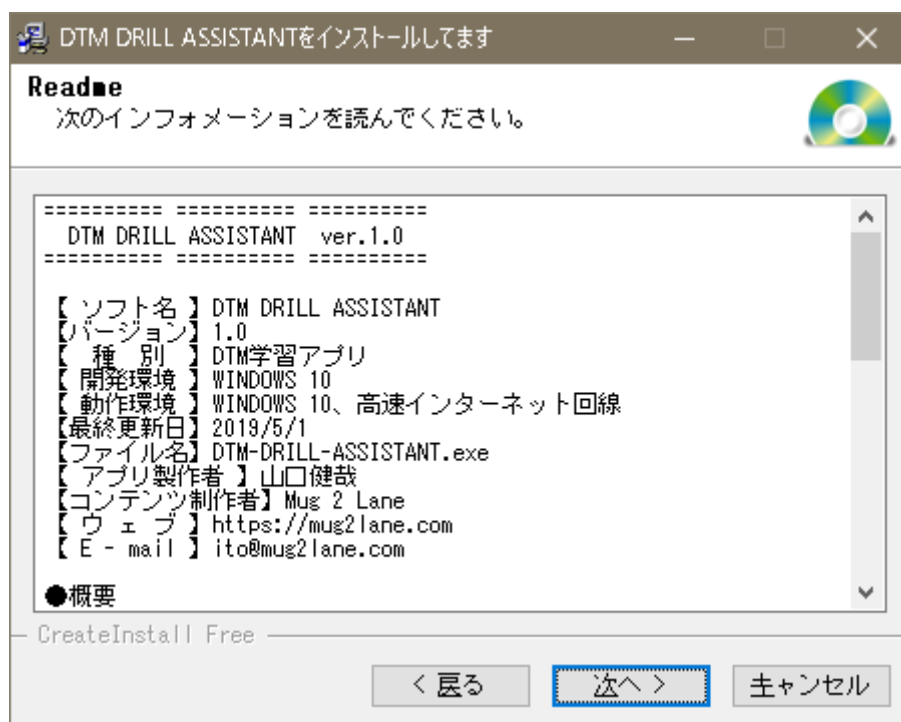 DTM DRILL ASSISTANTをインストールしてます
Readme
次のインフォメーションを読んでください。
========== ========== ==========
DTM DRILL ASSISTANT ver.1.0
========== ========== ==========
【 ソフト名 】DTM DRILL ASSISTANT
【バージョン】1.0
【 種 別 】DTM学習アプリ
【 開発環境 】WINDOWS 10
【 動作環境 】WINDOWS 10、高速インターネット回線
【最終更新日】2019/5/1
【ファイル名】DTM-DRILL-ASSISTANT.exe
【 アプリ製作者 】山口健哉
【コンテンツ制作者】Mug 2 Lane
【 ウ ェ ブ 】https://mug2lane.com
【 E - mail 】ito@mug2lane.com
●概要
CreateInstall Free
< 戻る
次へ >
キャンセル